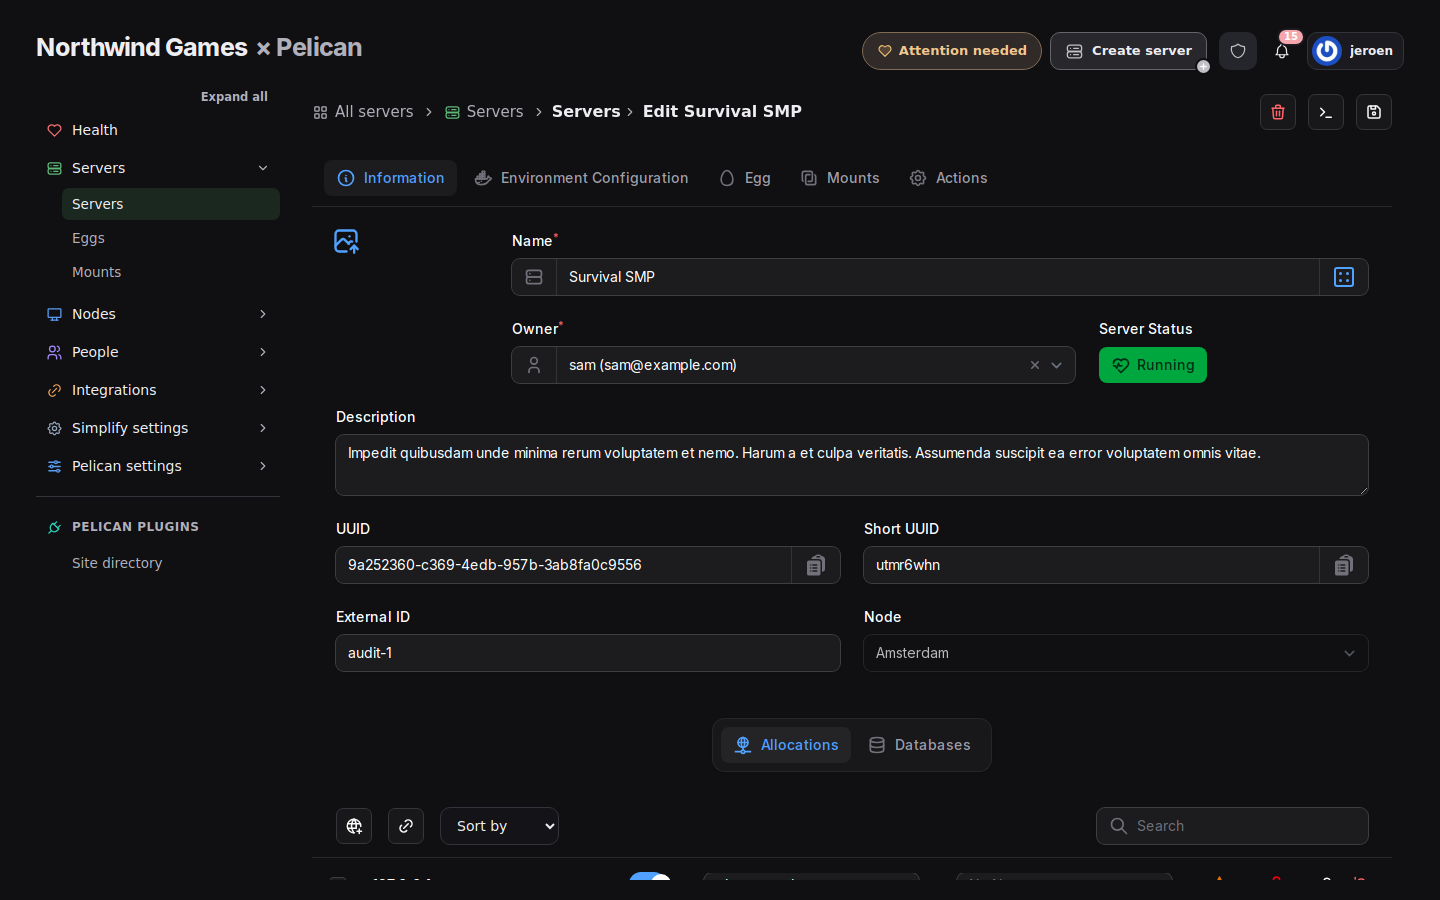 Northwind Games × Pelican
Attention needed
Create server
15
jeroen
Expand all
Health
Servers
Servers
Eggs
Mounts
Nodes
People
Integrations
Simplify settings
Pelican settings
PELICAN PLUGINS
Site directory
All servers > Servers > Servers > Edit Survival SMP
Information
Environment Configuration
Egg
Mounts
Actions
Name*
Survival SMP
Owner*
Server Status
sam (sam@example.com)
Running
Description
Impedit quibusdam unde minima rerum voluptatem et nemo. Harum a et culpa veritatis. Assumenda suscipit ea error voluptatem omnis vitae.
UUID
Short UUID
9a252360-c369-4edb-957b-3ab8fa0c9556
utmr6whn
External ID
Node
audit-1
Amsterdam
Allocations
Databases
Sort by
Search